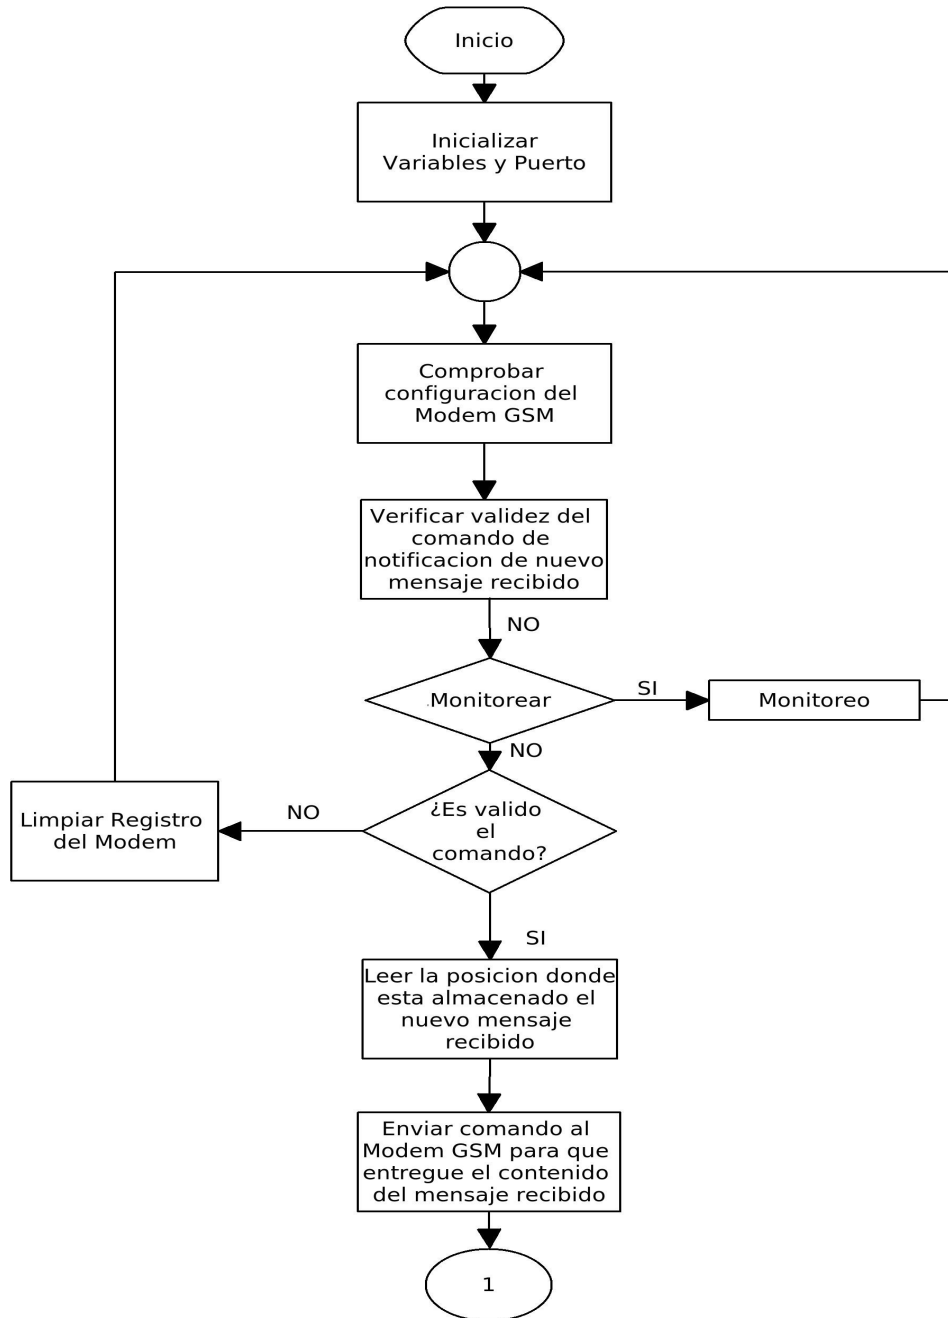 Inicio
Inicializar
Variables y Puerto
Comprobar
configuracion del
Modem GSM
Verificar validez del
comando de
notificacion de nuevo
mensaje recibido
NO
.Monitorear
SI
Monitoreo
NO
¿Es valido
el
comando?
NO
Limpiar Registro
del Modem
SI
Leer la posicion donde
esta almacenado el
nuevo mensaje
recibido
Enviar comando al
Modem GSM para que
entregue el contenido
del mensaje recibido
1